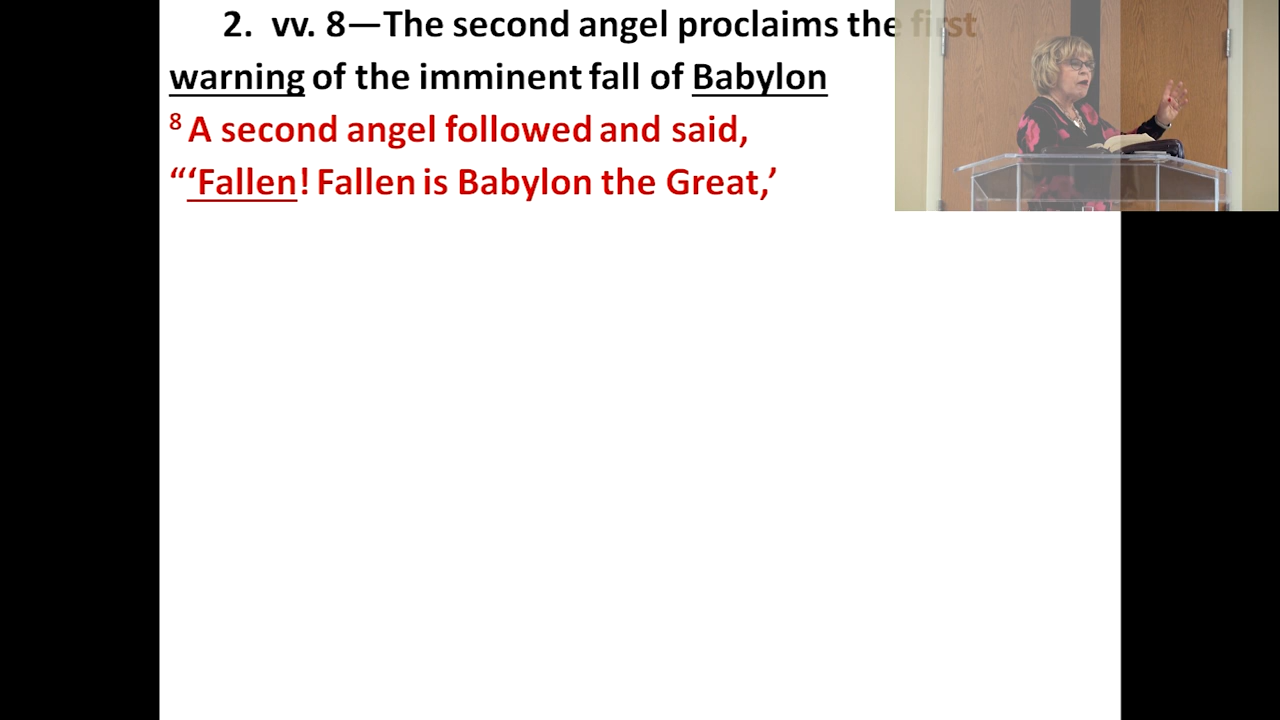 2. vv. 8—The second angel proclaims the first
warning of the imminent fall of Babylon
⁸ A second angel followed and said,
“‘Fallen! Fallen is Babylon the Great,’